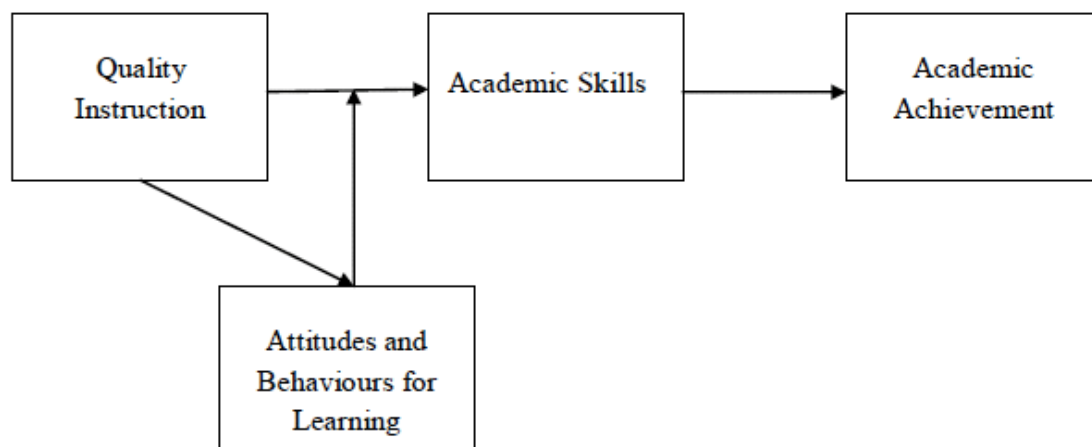 Quality
Instruction
Academic Skills
Academic
Achievement
Attitudes and
Behaviours for
Learning